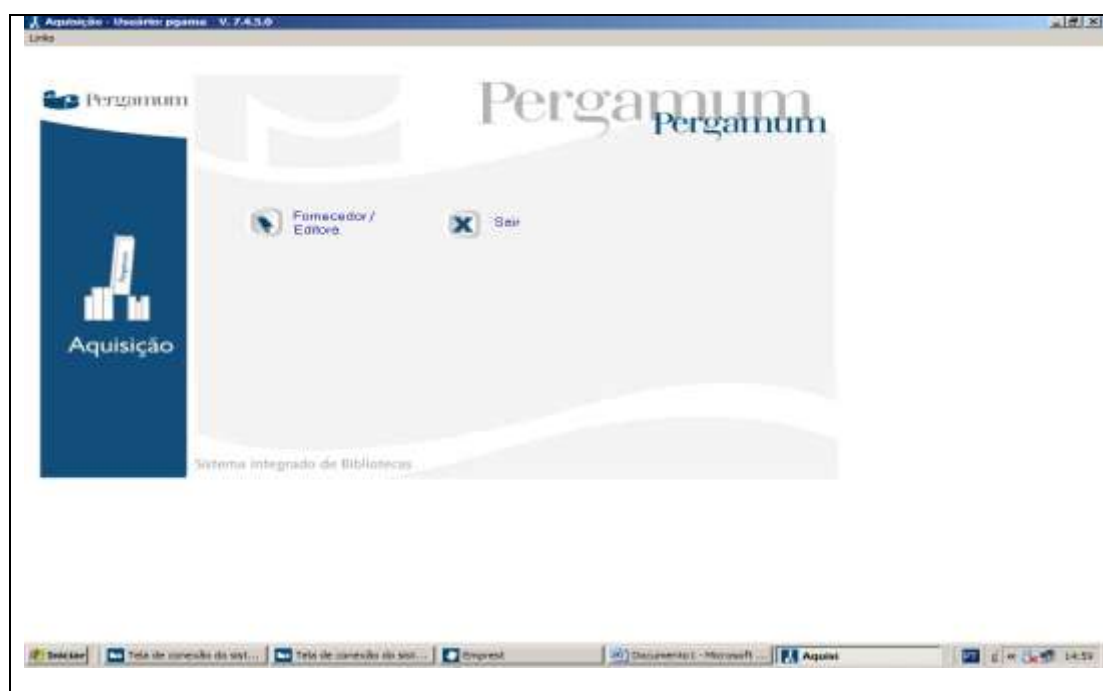 Aquisição - Usuário: pgama V. 7.4.5.0
Links
Pergamum
Pergamum
Pergamum
Fornecedor /
Editora
Sair
Aquisição
Sistema integrado de Bibliotecas
Iniciar
Tela de conexão do sist...
Tela de conexão do sist...
Emprest
Documento1 - Microsoft ...
Aquisi
PT
14:59